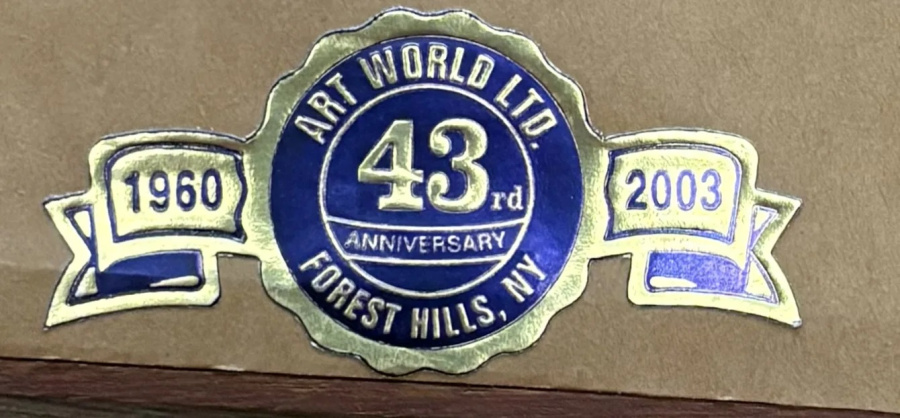 ART WORLD LTD.
1960
43rd
2003
ANNIVERSARY
FOREST HILLS, NY